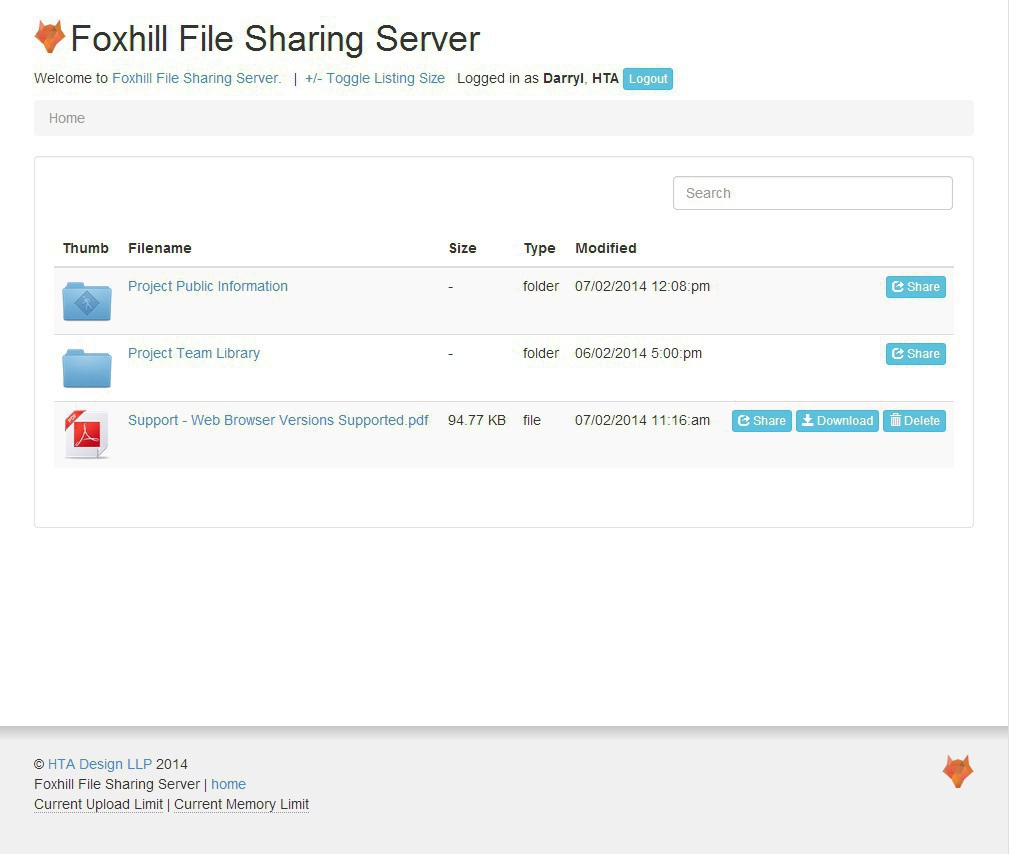 Foxhill File Sharing Server
Welcome to Foxhill File Sharing Server. | +/- Toggle Listing Size Logged in as Darryl, HTA Logout
Home
Search
Thumb Filename Size Type Modified
Project Public Information - folder 07/02/2014 12:08:pm Share
Project Team Library - folder 06/02/2014 5:00:pm Share
Support - Web Browser Versions Supported.pdf 94.77 KB file 07/02/2014 11:16:am Share Download Delete
© HTA Design LLP 2014
Foxhill File Sharing Server | home
Current Upload Limit | Current Memory Limit